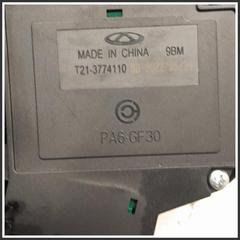 MADE IN CHINA 9BM
T21-3774110
PA6-GF30